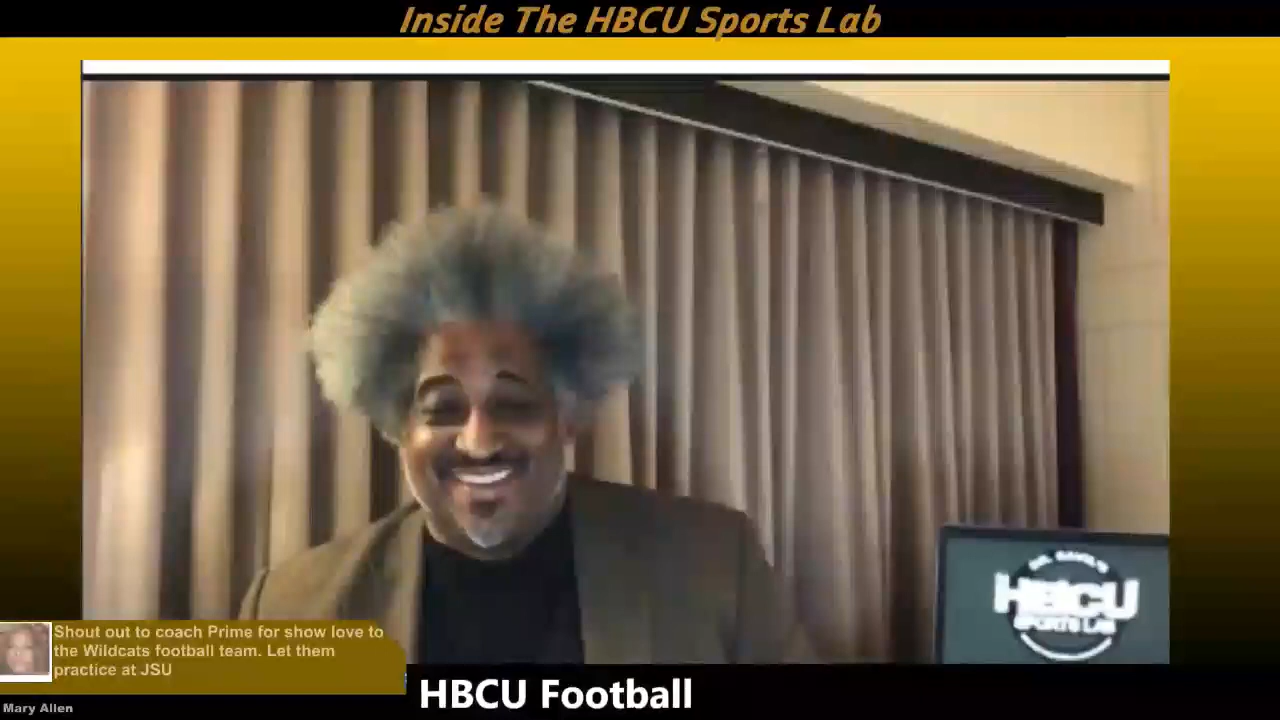 Inside The HBCU Sports Lab
HBCU
SPORTS LAB
Shout out to coach Prime for show love to
the Wildcats football team. Let them
practice at JSU
HBCU Football
Mary Allen